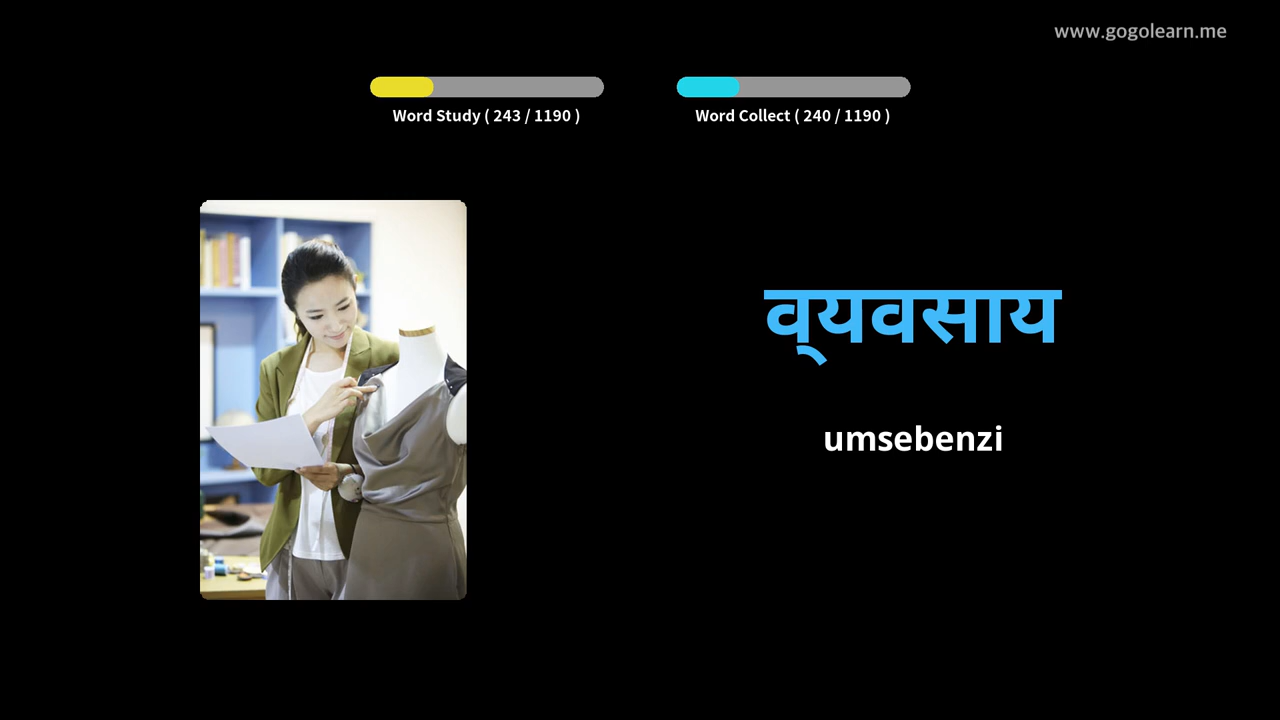 www.gogolearn.me
Word Study ( 243 / 1190 )
Word Collect ( 240 / 1190 )
व्‌यवसाय
umsebenzi